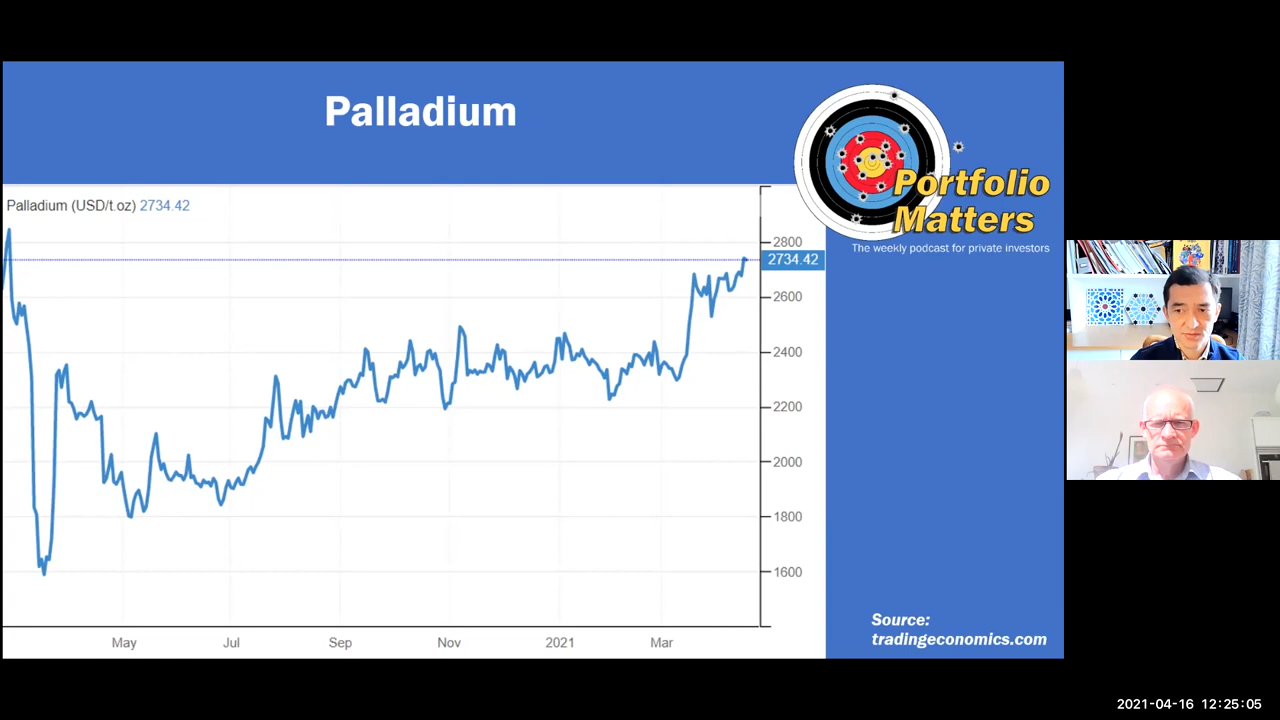 Palladium
Portfolio
Matters
The weekly podcast for private investors
Palladium (USD/t.oz) 2734.42
2800
2734.42
2600
2400
2200
2000
1800
1600
May Jul Sep Nov 2021 Mar
Source:
tradingeconomics.com
2021-04-16 12:25:05